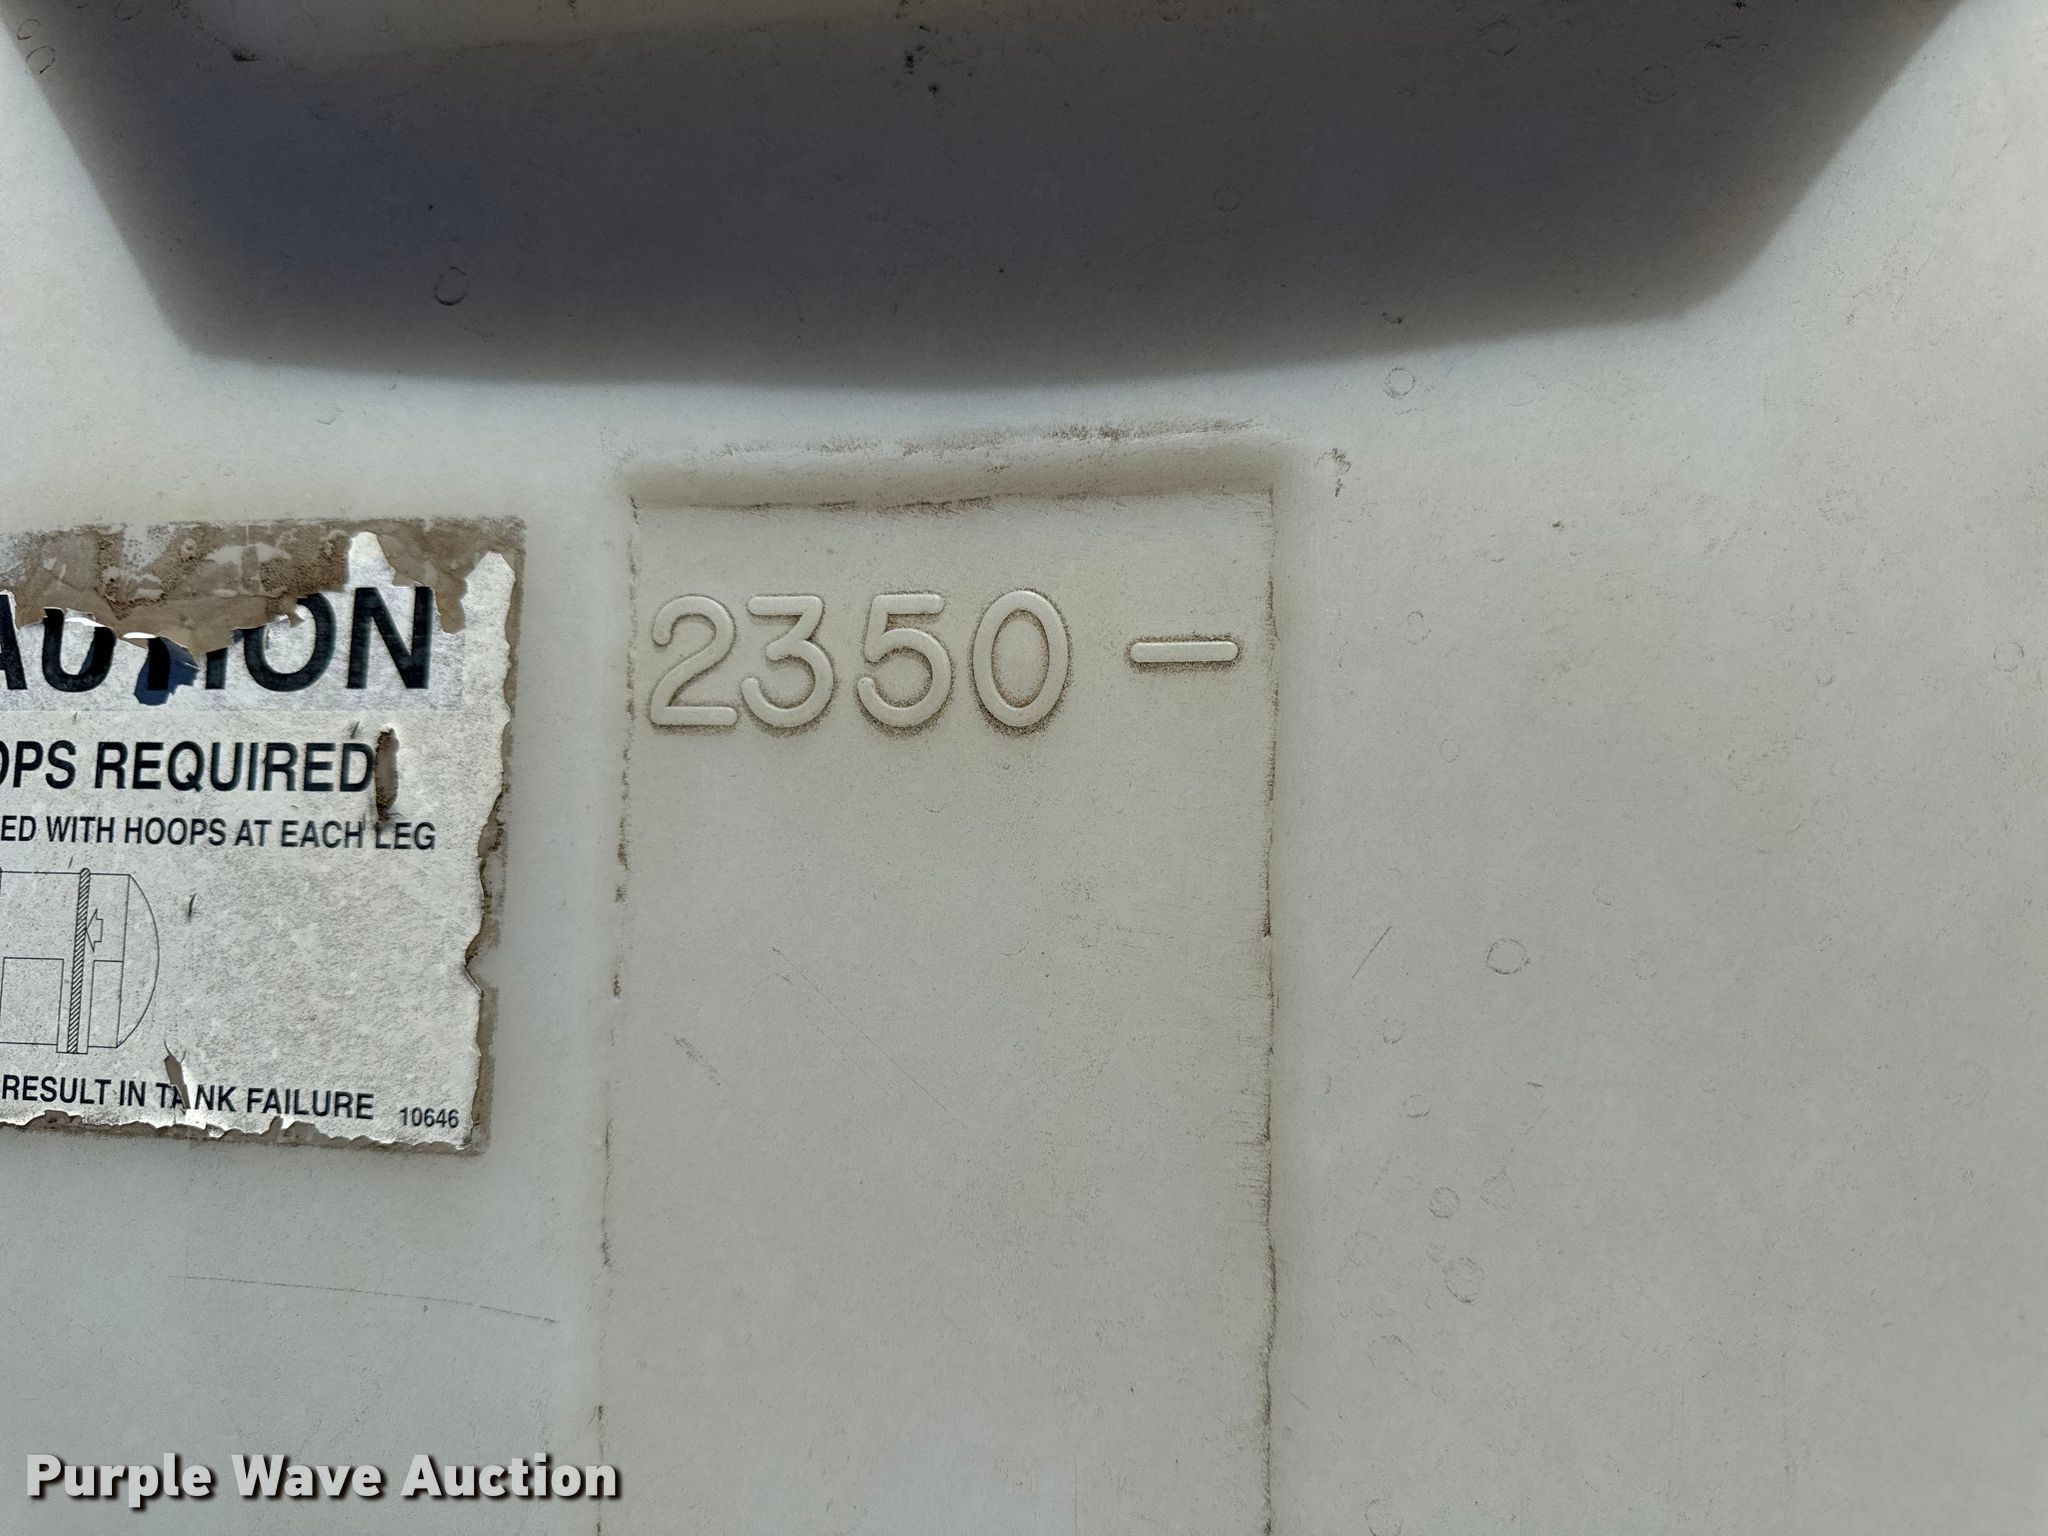 2350 -
AUTION
OPS REQUIRED
ED WITH HOOPS AT EACH LEG
RESULT IN TANK FAILURE 10646
Purple Wave Auction